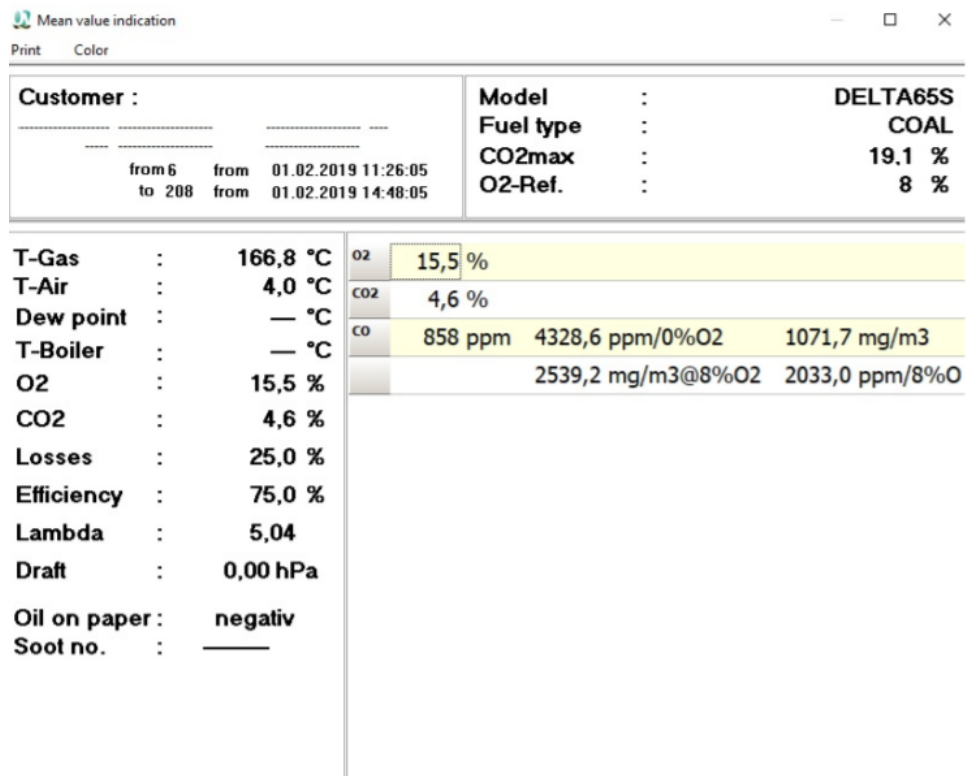 Mean value indication
Print Color
Customer :
from 6 from 01.02.2019 11:26:05
to 208 from 01.02.2019 14:48:05
Model : DELTA65S
Fuel type : COAL
CO2max : 19,1 %
O2-Ref. : 8 %
T-Gas : 166,8 °C
T-Air : 4,0 °C
Dew point : — °C
T-Boiler : — °C
O2 : 15,5 %
CO2 : 4,6 %
Losses : 25,0 %
Efficiency : 75,0 %
Lambda : 5,04
Draft : 0,00 hPa
Oil on paper : negativ
Soot no. : ——
O2 15,5 %
CO2 4,6 %
CO 858 ppm 4328,6 ppm/0%O2 1071,7 mg/m3
2539,2 mg/m3@8%O2 2033,0 ppm/8%O